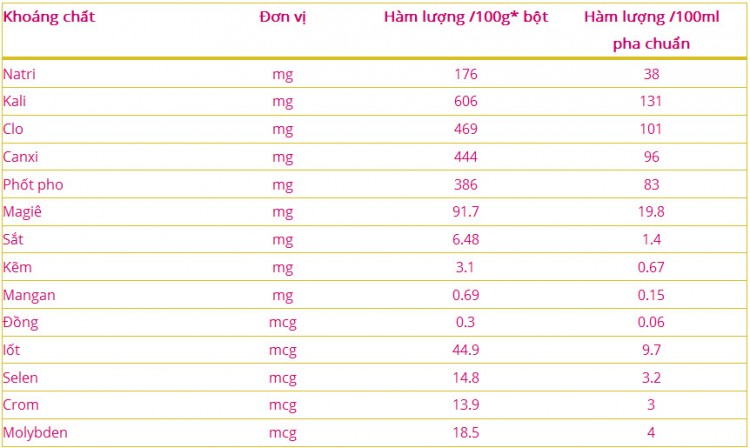 Khoáng chất Đơn vị Hàm lượng /100g* bột Hàm lượng /100ml
pha chuẩn
Natri mg 176 38
Kali mg 606 131
Clo mg 469 101
Canxi mg 444 96
Phốt pho mg 386 83
Magiê mg 91.7 19.8
Sắt mg 6.48 1.4
Kẽm mg 3.1 0.67
Mangan mg 0.69 0.15
Đồng mcg 0.3 0.06
Iốt mcg 44.9 9.7
Selen mcg 14.8 3.2
Crom mcg 13.9 3
Molybden mcg 18.5 4